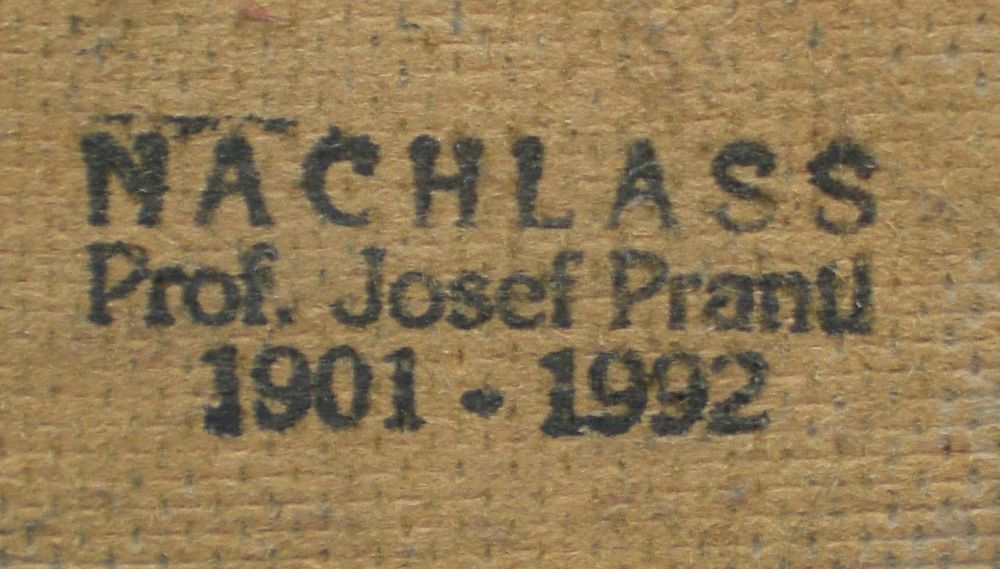 NACHLASS
Prof. Josef Prantl
1901 • 1992